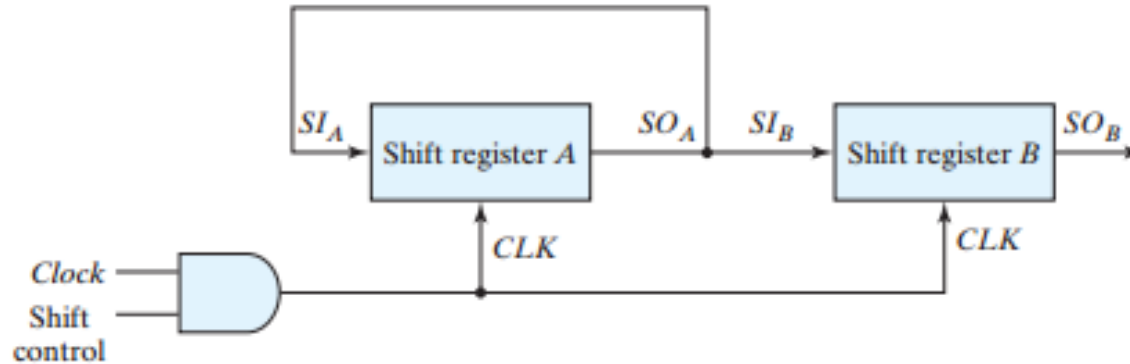 SI_A
Shift register A
SO_A
SI_B
Shift register B
SO_B
CLK
CLK
Clock
Shift
control